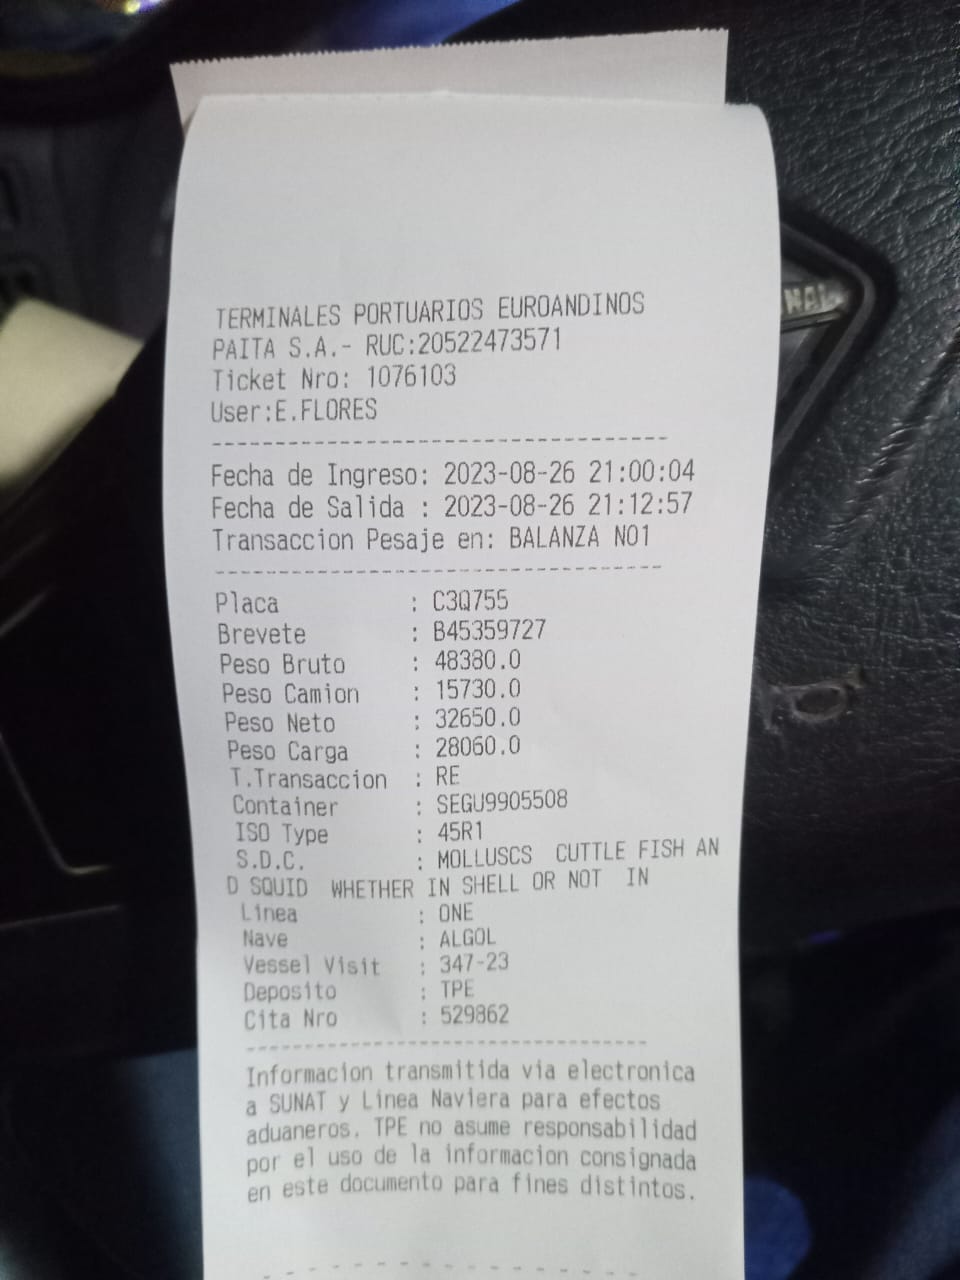 TERMINALES PORTUARIOS EUROANDINOS
PAITA S.A.- RUC:20522473571
Ticket Nro: 1076103
User:E.FLORES
Fecha de Ingreso: 2023-08-26 21:00:04
Fecha de Salida : 2023-08-26 21:12:57
Transaccion Pesaje en: BALANZA NO1
Placa : C3Q755
Brevete : B45359727
Peso Bruto : 48380.0
Peso Camion : 15730.0
Peso Neto : 32650.0
Peso Carga : 28060.0
T.Transaccion : RE
Container : SEGU9905508
ISO Type : 45R1
S.D.C. : MOLLUSCS CUTTLE FISH AN
D SQUID WHETHER IN SHELL OR NOT IN
Linea : ONE
Nave : ALGOL
Vessel Visit : 347-23
Deposito : TPE
Cita Nro : 529862
Informacion transmitida via electronica
a SUNAT y Linea Naviera para efectos
aduaneros. TPE no asume responsabilidad
por el uso de la informacion consignada
en este documento para fines distintos.